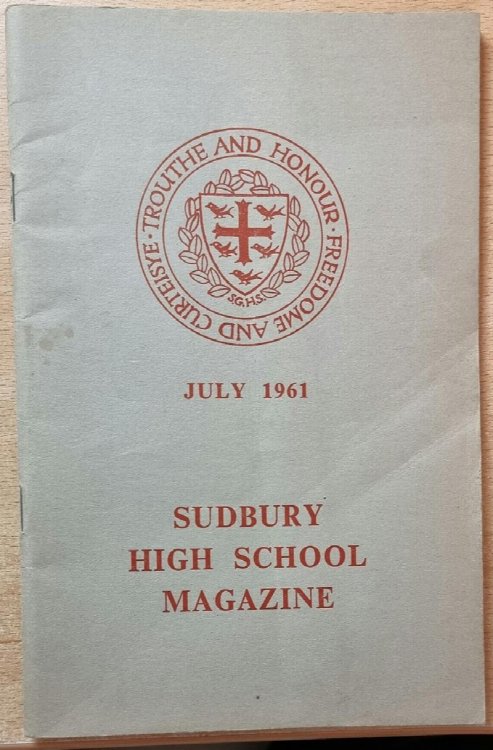 TROUTHE AND HONOUR · FREEDOME AND CURTEISYE ·
S.G.H.S.
JULY 1961
SUDBURY
HIGH SCHOOL
MAGAZINE